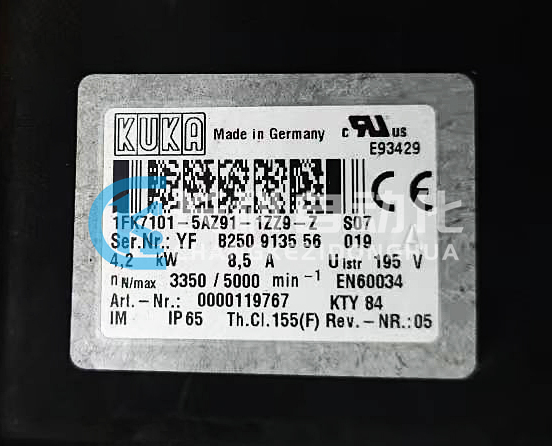 KUKA Made in Germany c RU us
E93429
CE
1FK7101-5AZ91-1ZZ9-Z S07
Ser.Nr.: YF B250 9135 56 019
4,2 kW 8,5 A U Istr 195 V
n N/max 3350 / 5000 min -1 EN60034
Art.-Nr.: 0000119767 KTY 84
IM IP65 Th.Cl.155(F) Rev.-NR.:05